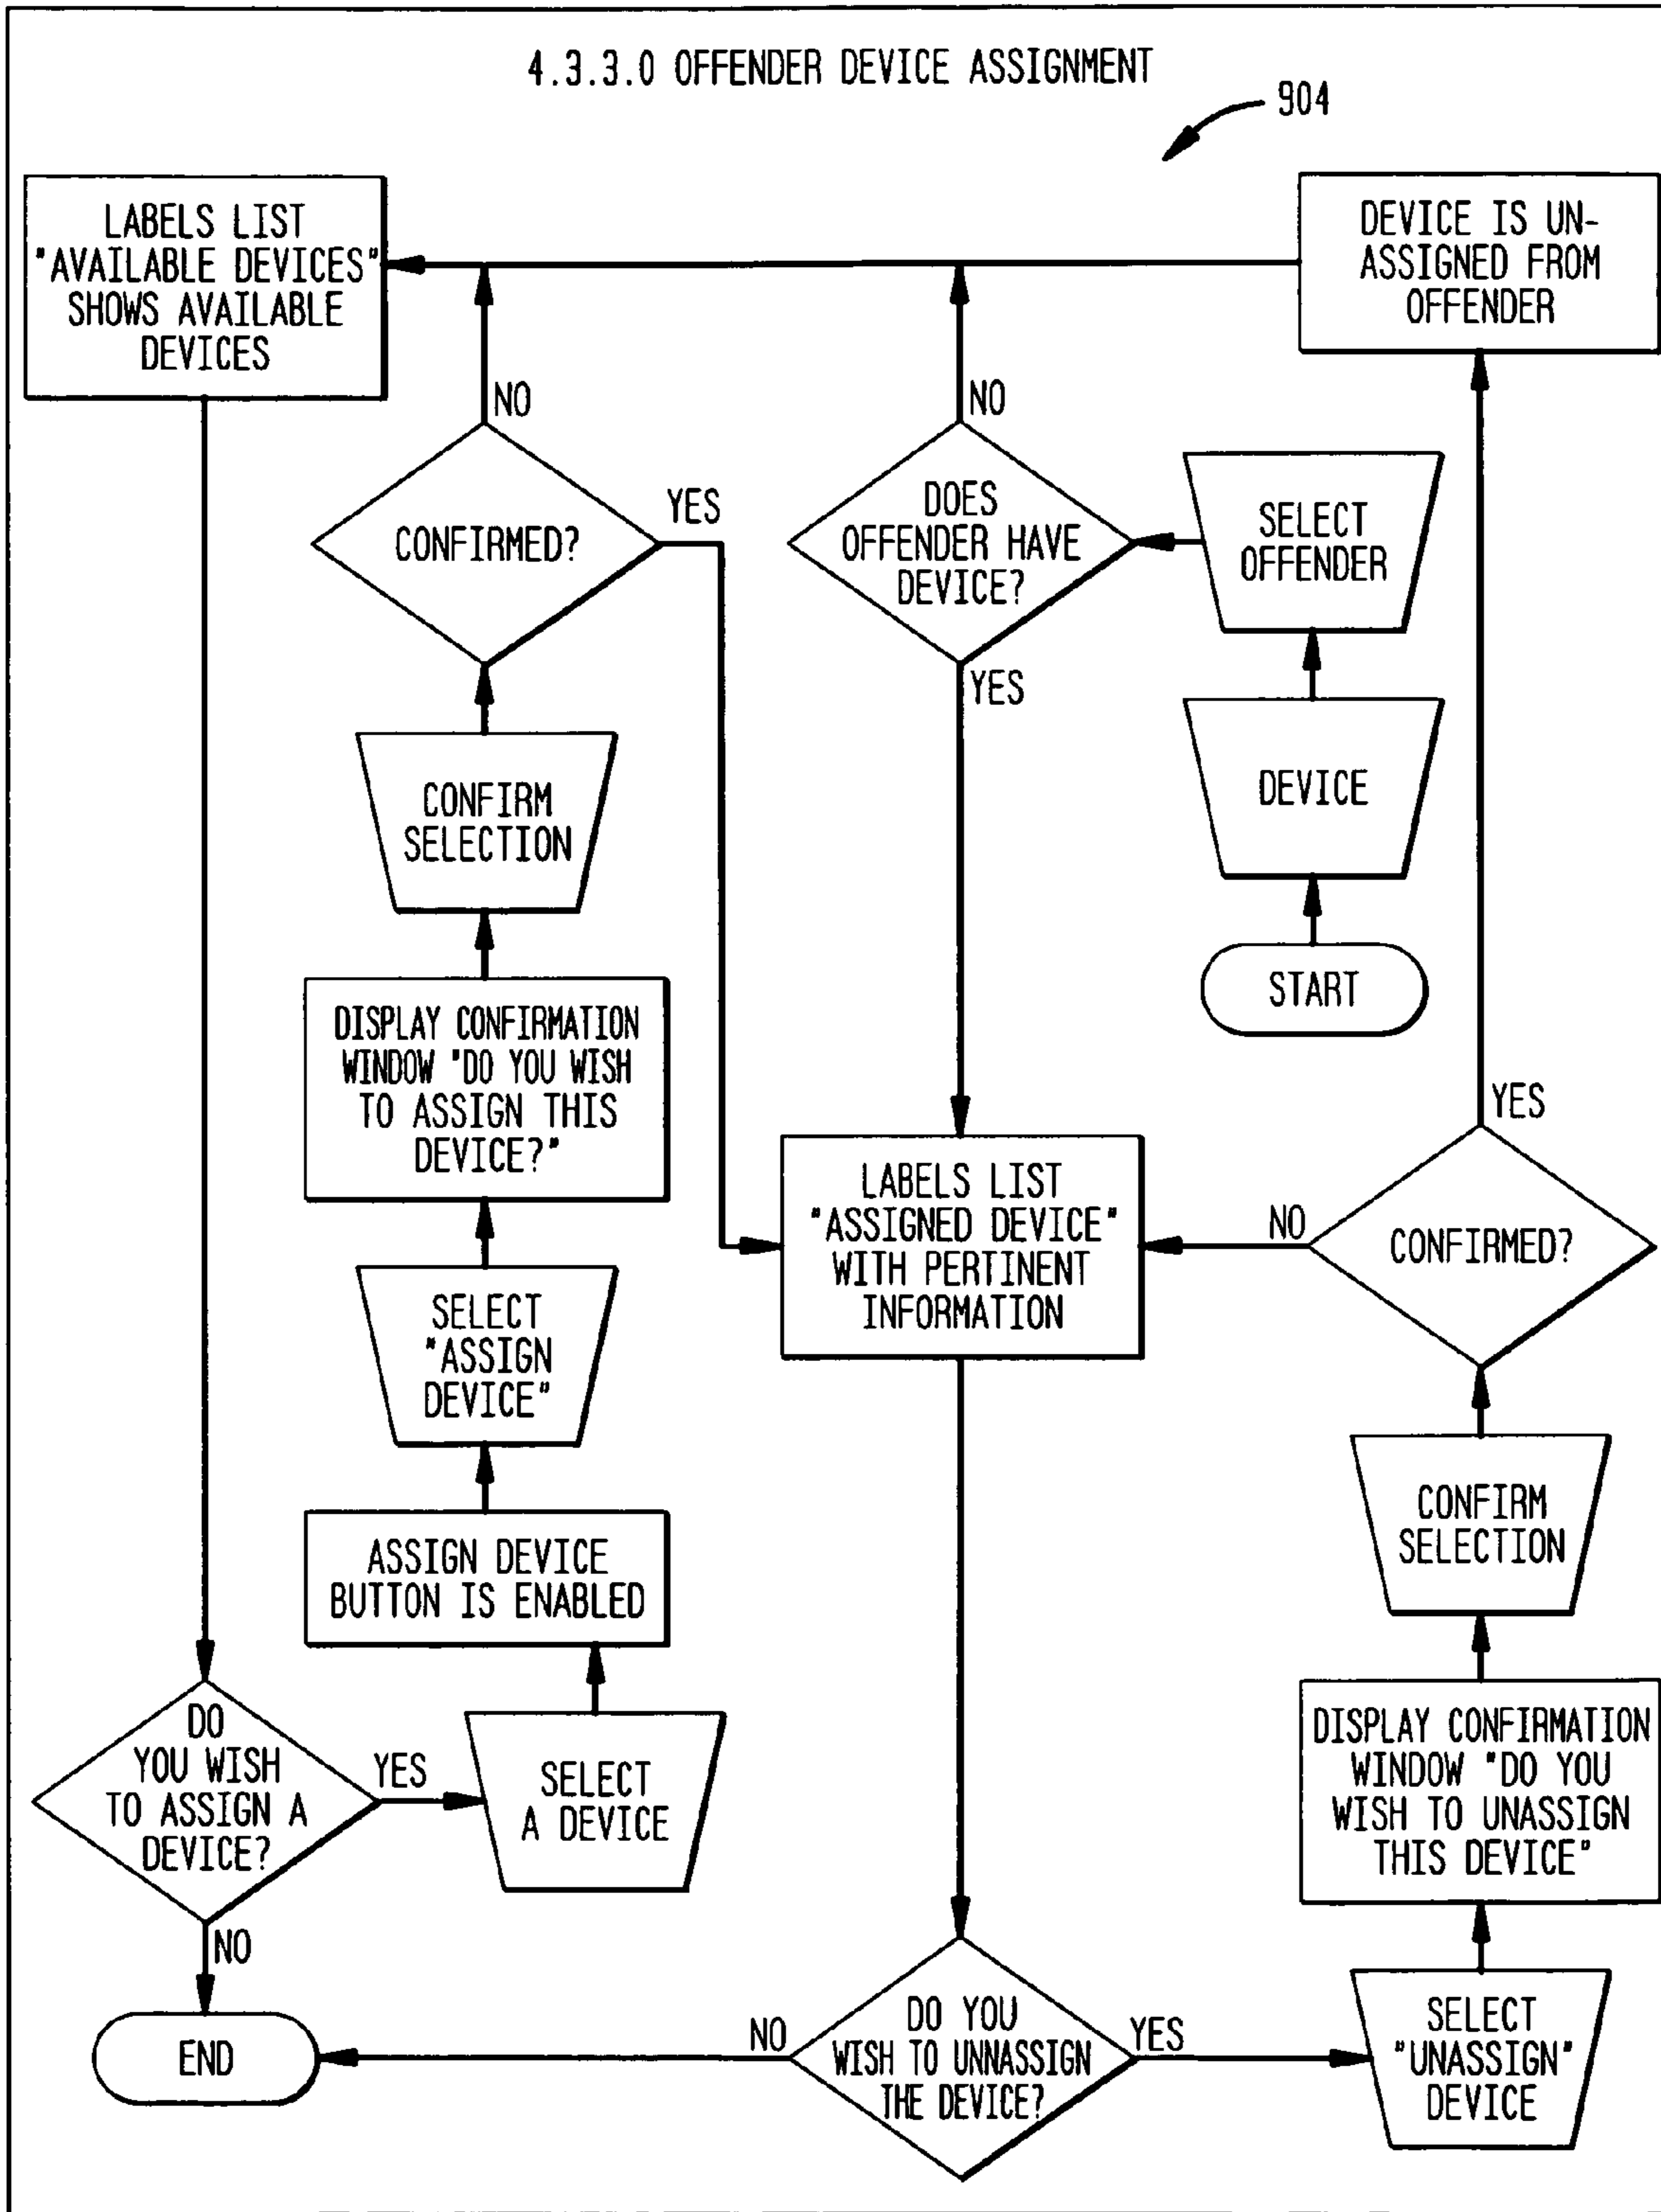 4.3.3.0 OFFENDER DEVICE ASSIGNMENT
904
LABELS LIST
"AVAILABLE DEVICES"
SHOWS AVAILABLE
DEVICES
DEVICE IS UN-
ASSIGNED FROM
OFFENDER
NO
NO
CONFIRMED?
YES
DOES
OFFENDER HAVE
DEVICE?
YES
SELECT
OFFENDER
CONFIRM
SELECTION
DEVICE
START
DISPLAY CONFIRMATION
WINDOW "DO YOU WISH
TO ASSIGN THIS
DEVICE?"
YES
LABELS LIST
"ASSIGNED DEVICE"
WITH PERTINENT
INFORMATION
NO
CONFIRMED?
SELECT
"ASSIGN
DEVICE"
CONFIRM
SELECTION
ASSIGN DEVICE
BUTTON IS ENABLED
DO
YOU WISH
TO ASSIGN A
DEVICE?
YES
SELECT
A DEVICE
DISPLAY CONFIRMATION
WINDOW "DO YOU
WISH TO UNASSIGN
THIS DEVICE"
NO
END
NO
DO YOU
WISH TO UNNASSIGN
THE DEVICE?
YES
SELECT
"UNASSIGN"
DEVICE